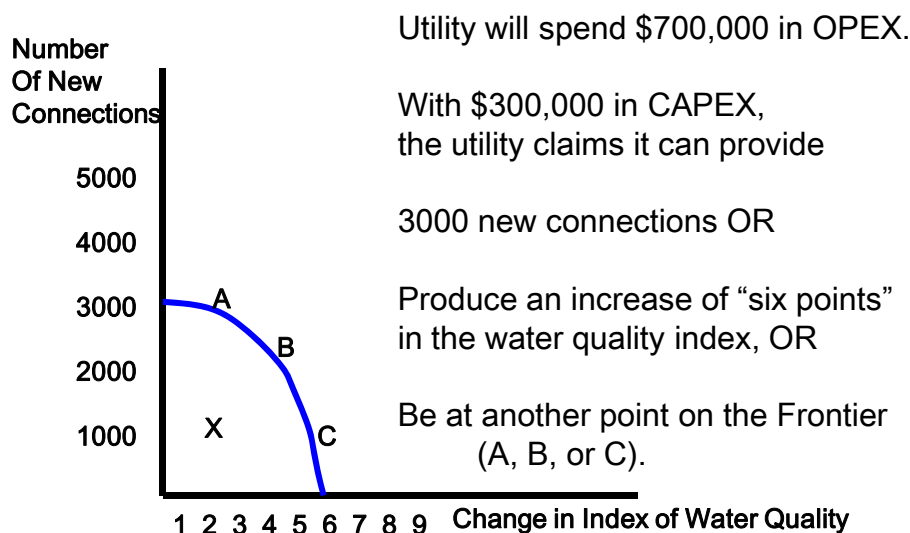 Utility will spend $700,000 in OPEX.
Number
Of New
Connections
With $300,000 in CAPEX,
the utility claims it can provide
5000
4000
3000 new connections OR
3000
A
Produce an increase of “six points”
in the water quality index, OR
B
2000
Be at another point on the Frontier
(A, B, or C).
1000
X
C
1 2 3 4 5 6 7 8 9 Change in Index of Water Quality